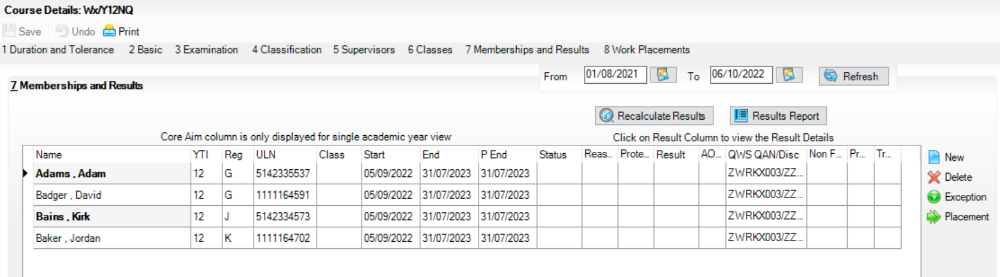 Course Details: Wx/Y12NQ
Save Undo Print
1 Duration and Tolerance 2 Basic 3 Examination 4 Classification 5 Supervisors 6 Classes 7 Memberships and Results 8 Work Placements
From 01/08/2021 To 06/10/2022 Refresh
7 Memberships and Results
Recalculate Results Results Report
Core Aim column is only displayed for single academic year view Click on Result Column to view the Result Details
Name YTI Reg ULN Class Start End P End Status Reas... Prote... Result AO... QWS QAN/Disc Non F... Pr... Tr... New
Adams , Adam 12 G 5142335537 05/09/2022 31/07/2023 31/07/2023 ZWRKX003/ZZ... Delete
Badger , David 12 G 1111164591 05/09/2022 31/07/2023 31/07/2023 ZWRKX003/ZZ... Exception
Bains , Kirk 12 J 5142334573 05/09/2022 31/07/2023 31/07/2023 ZWRKX003/ZZ... Placement
Baker , Jordan 12 K 1111164702 05/09/2022 31/07/2023 31/07/2023 ZWRKX003/ZZ...